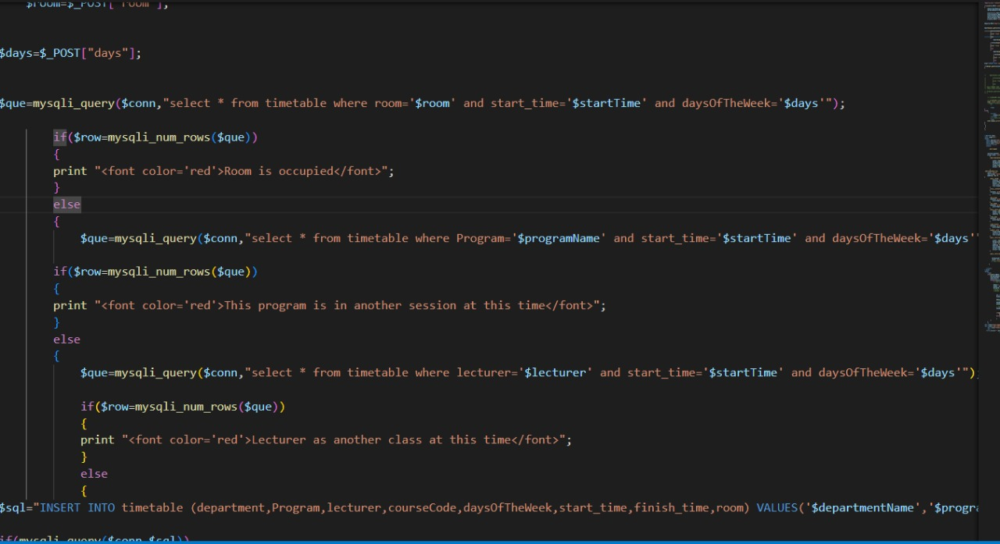 $room=$_POST["room"];
$days=$_POST["days"];
$que=mysqli_query($conn,"select * from timetable where room='$room' and start_time='$startTime' and daysOfTheWeek='$days'");
if($row=mysqli_num_rows($que))
{
print "<font color='red'>Room is occupied</font>";
}
else
{
$que=mysqli_query($conn,"select * from timetable where Program='$programName' and start_time='$startTime' and daysOfTheWeek='$days'"
if($row=mysqli_num_rows($que))
{
print "<font color='red'>This program is in another session at this time</font>";
}
else
{
$que=mysqli_query($conn,"select * from timetable where lecturer='$lecturer' and start_time='$startTime' and daysOfTheWeek='$days'");
if($row=mysqli_num_rows($que))
{
print "<font color='red'>Lecturer as another class at this time</font>";
}
else
{
$sql="INSERT INTO timetable (department,Program,lecturer,courseCode,daysOfTheWeek,start_time,finish_time,room) VALUES('$departmentName','$progra
if(mysqli_query($conn,$sql))